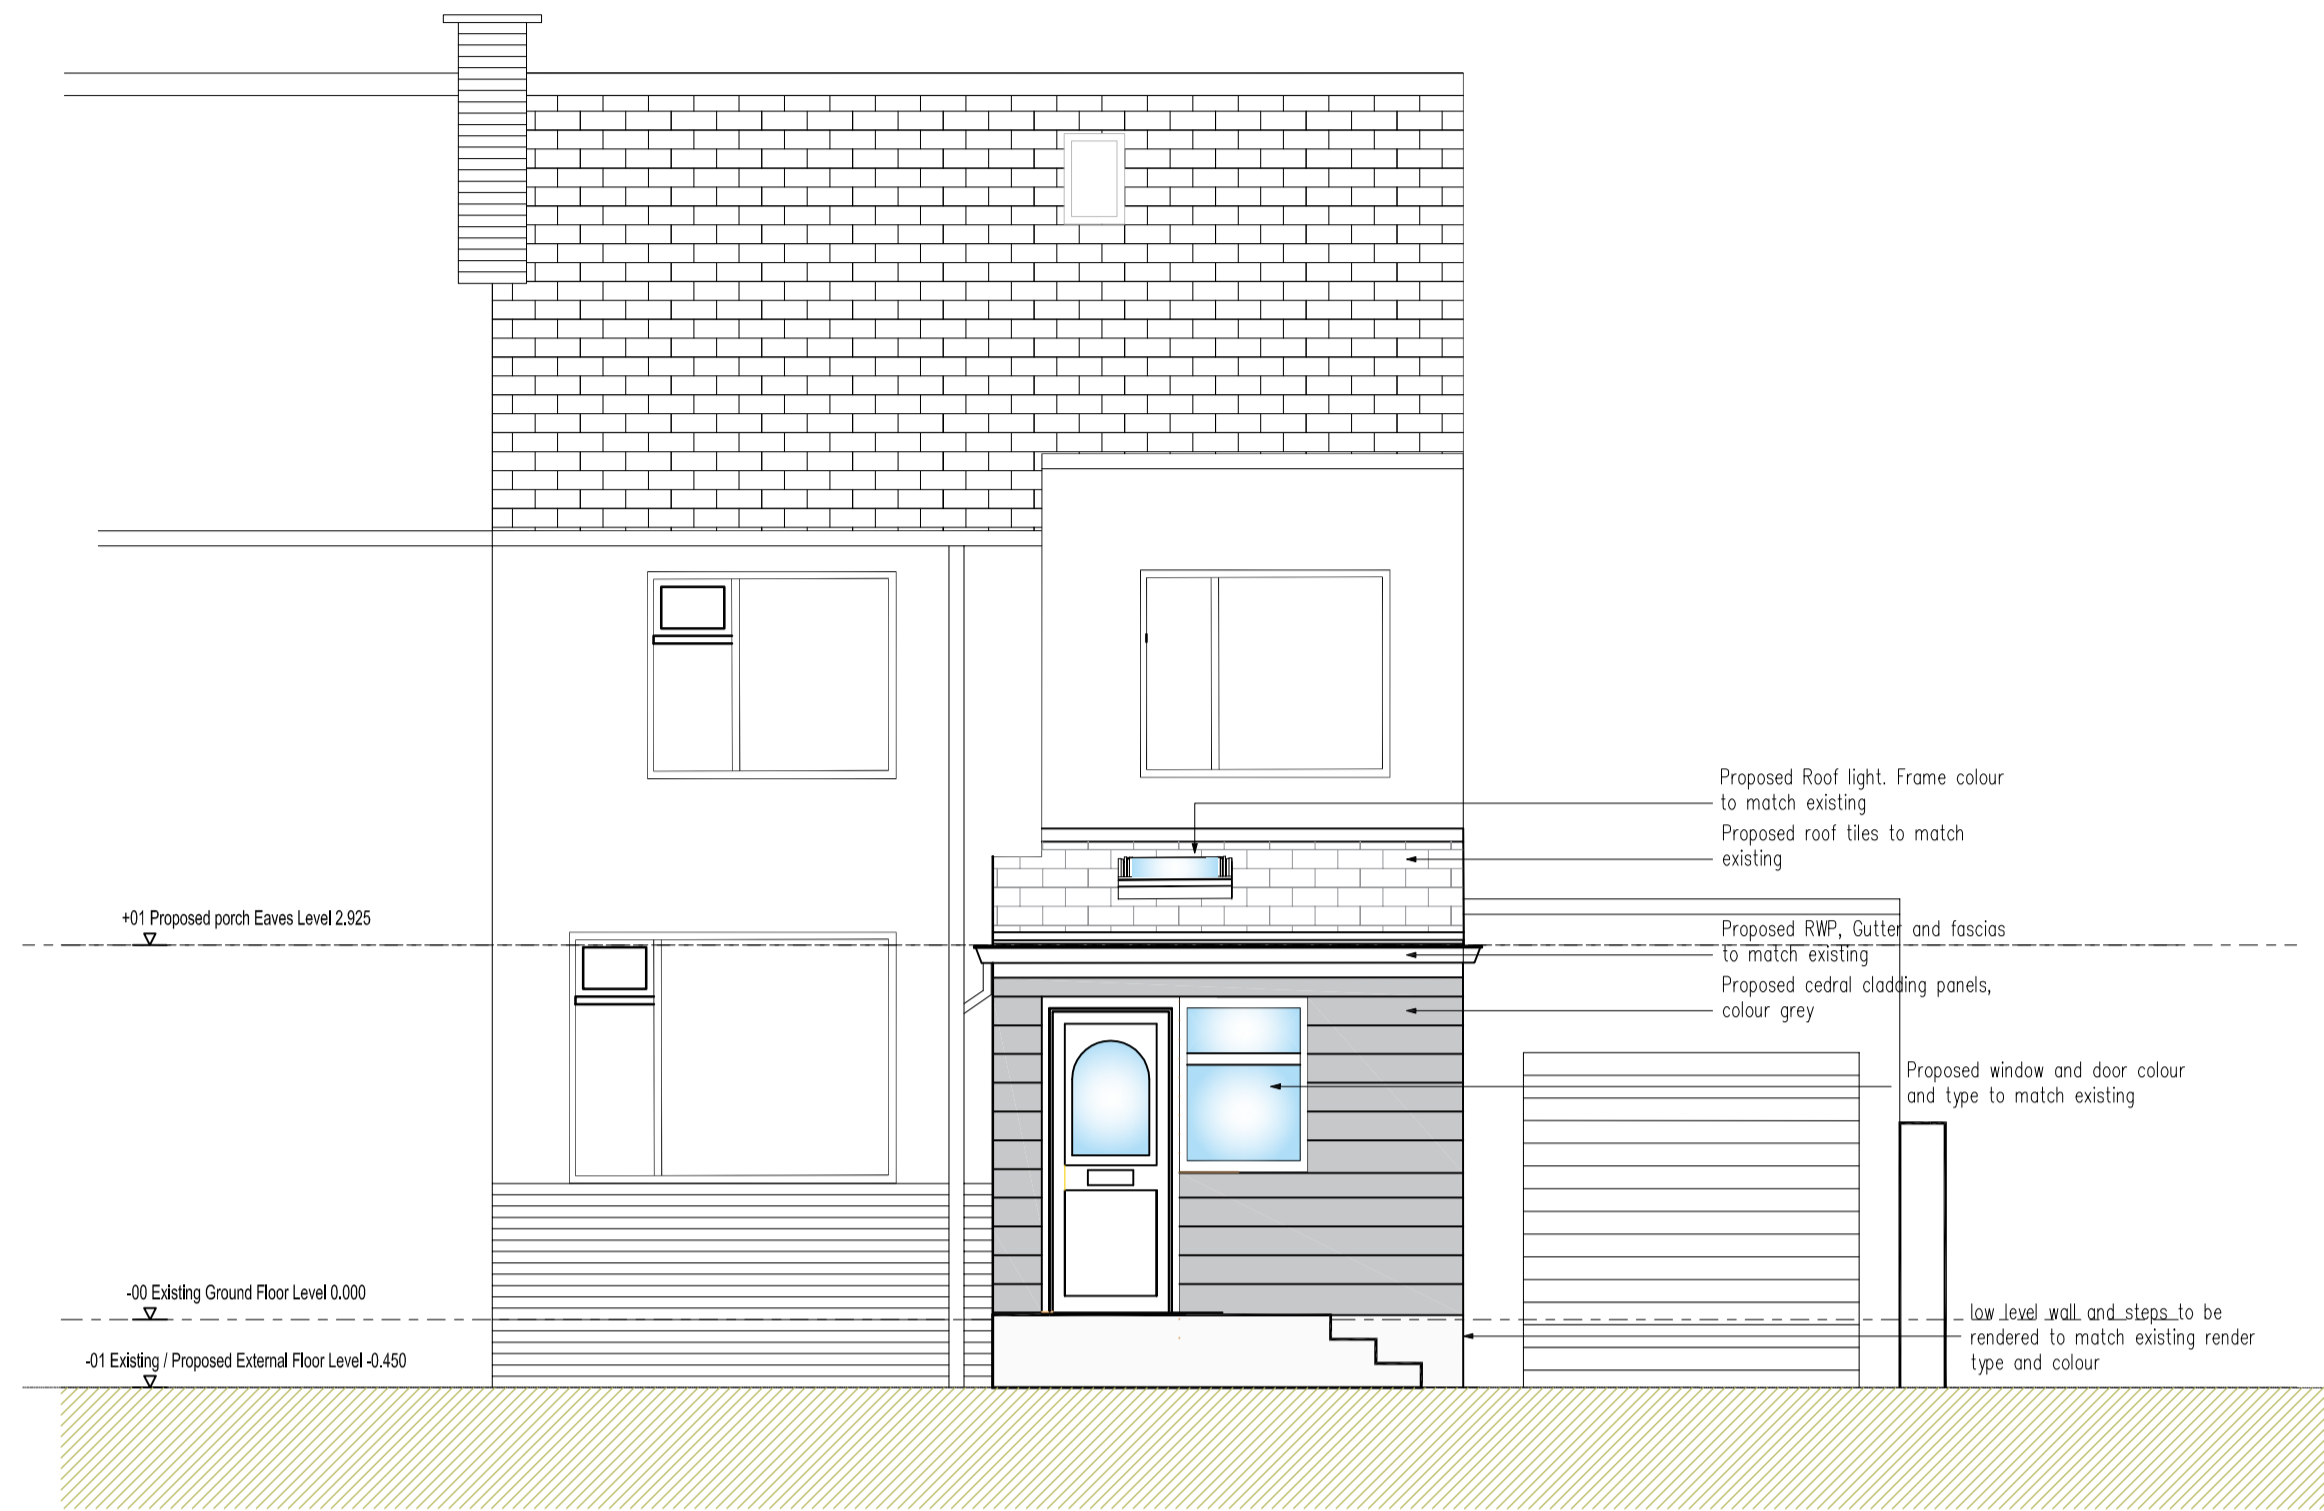 Proposed Roof light. Frame colour
to match existing
Proposed roof tiles to match
existing
+01 Proposed porch Eaves Level 2.925
Proposed RWP, Gutter and fascias
to match existing
Proposed cedral cladding panels,
colour grey
Proposed window and door colour
and type to match existing
-00 Existing Ground Floor Level 0.000
low level wall and steps to be
rendered to match existing render
type and colour
-01 Existing / Proposed External Floor Level -0.450